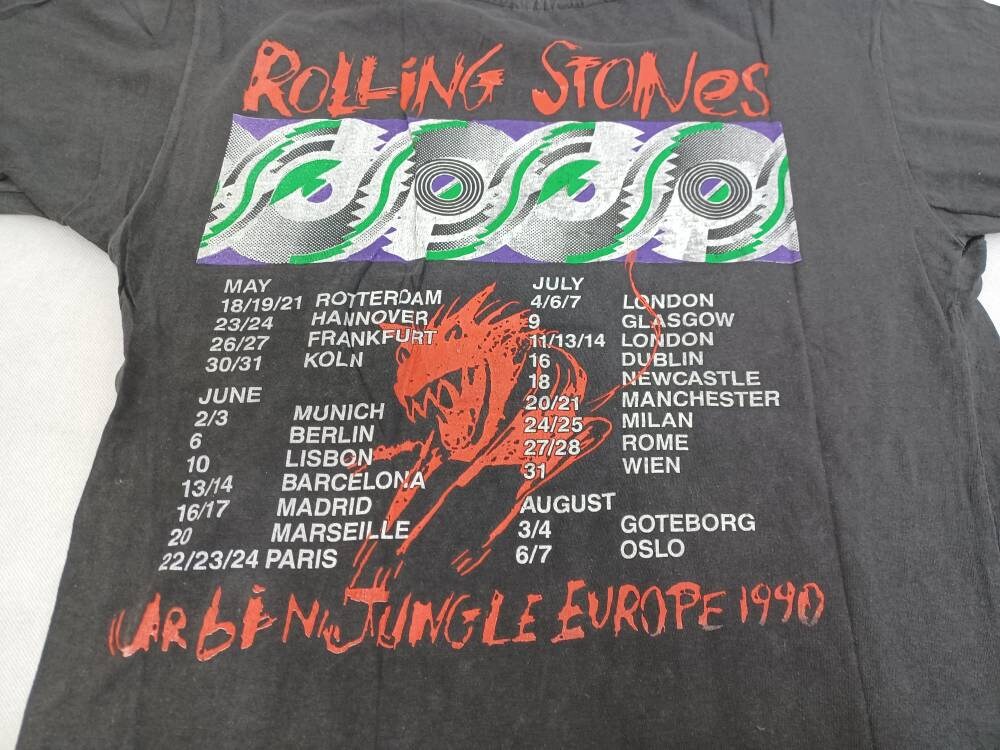 ROLLiNG STONes
MAY
18/19/21 ROTTERDAM
23/24 HANNOVER
26/27 FRANKFURT
30/31 KOLN
JUNE
2/3 MUNICH
6 BERLIN
10 LISBON
13/14 BARCELONA
16/17 MADRID
20 MARSEILLE
22/23/24 PARIS
JULY
4/6/7 LONDON
9 GLASGOW
11/13/14 LONDON
16 DUBLIN
18 NEWCASTLE
20/21 MANCHESTER
24/25 MILAN
27/28 ROME
31 WIEN
AUGUST
3/4 GOTEBORG
6/7 OSLO
URbAN JUNGLE EUROPE 1990